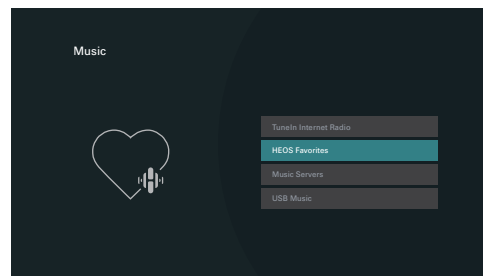 Music
TuneIn Internet Radio
HEOS Favorites
Music Servers
USB Music